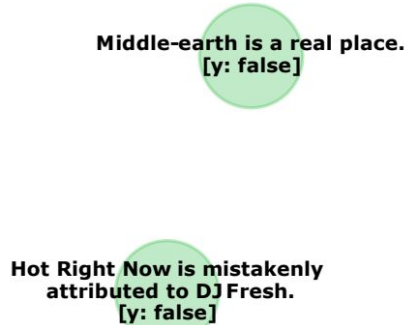 Middle-earth is a real place.
[y: false]
Hot Right Now is mistakenly
attributed to DJ Fresh.
[y: false]